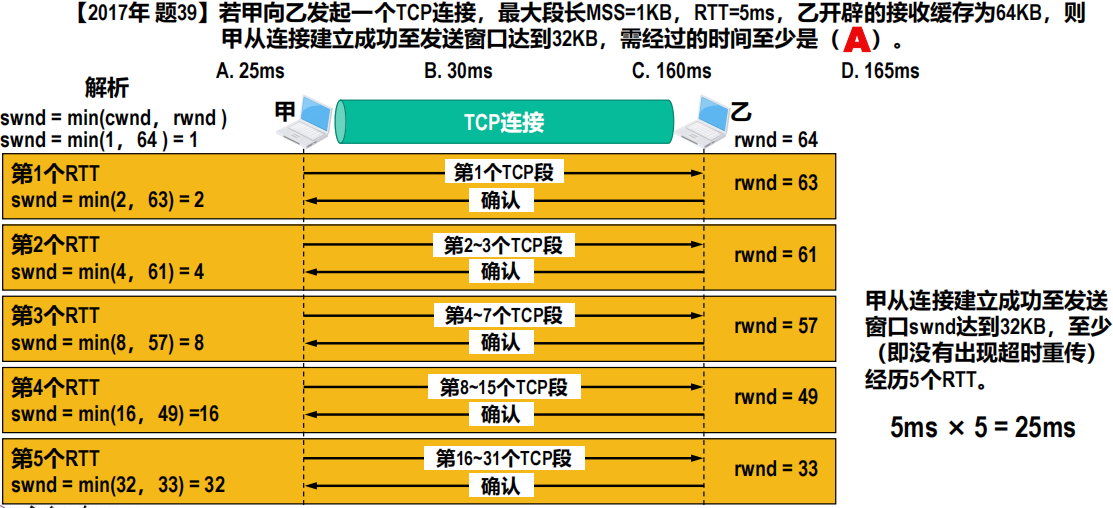 【2017年 题39】若甲向乙发起一个TCP连接，最大段长MSS=1KB，RTT=5ms，乙开辟的接收缓存为64KB，则
甲从连接建立成功至发送窗口达到32KB，需经过的时间至少是（A）。
A. 25ms B. 30ms C. 160ms D. 165ms
解析
swnd = min(cwnd，rwnd )
swnd = min(1，64 ) = 1
甲
TCP连接
乙
rwnd = 64
第1个RTT
swnd = min(2，63) = 2
第1个TCP段
确认
rwnd = 63
第2个RTT
swnd = min(4，61) = 4
第2~3个TCP段
确认
rwnd = 61
第3个RTT
swnd = min(8，57) = 8
第4~7个TCP段
确认
rwnd = 57
第4个RTT
swnd = min(16，49) =16
第8~15个TCP段
确认
rwnd = 49
第5个RTT
swnd = min(32，33) = 32
第16~31个TCP段
确认
rwnd = 33
甲从连接建立成功至发送
窗口swnd达到32KB，至少
（即没有出现超时重传）
经历5个RTT。
5ms × 5 = 25ms